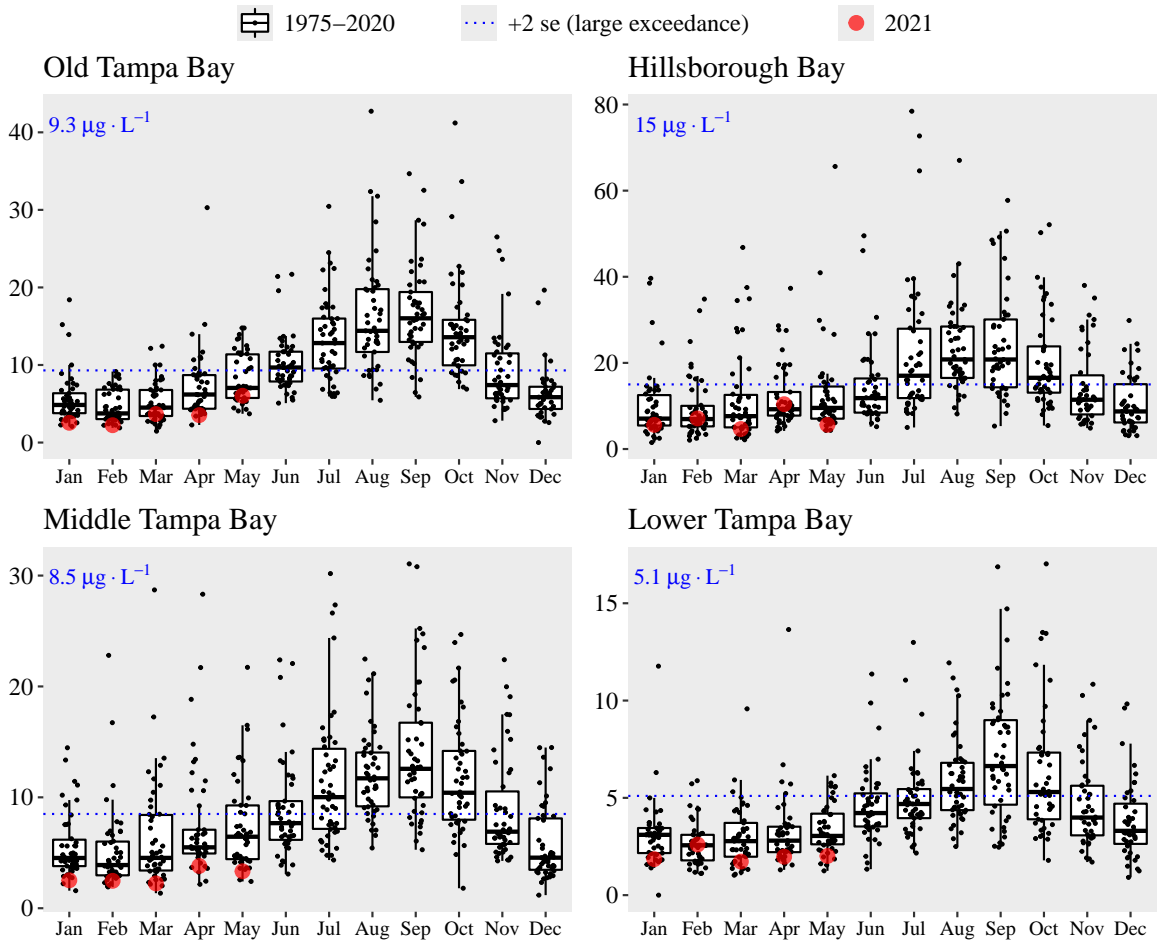 1975–2020 +2 se (large exceedance) 2021
Old Tampa Bay
9.3 μg · L⁻¹
40
30
20
10
0
Jan Feb Mar Apr May Jun Jul Aug Sep Oct Nov Dec
Hillsborough Bay
15 μg · L⁻¹
80
60
40
20
0
Jan Feb Mar Apr May Jun Jul Aug Sep Oct Nov Dec
Middle Tampa Bay
8.5 μg · L⁻¹
30
20
10
0
Jan Feb Mar Apr May Jun Jul Aug Sep Oct Nov Dec
Lower Tampa Bay
5.1 μg · L⁻¹
15
10
5
0
Jan Feb Mar Apr May Jun Jul Aug Sep Oct Nov Dec